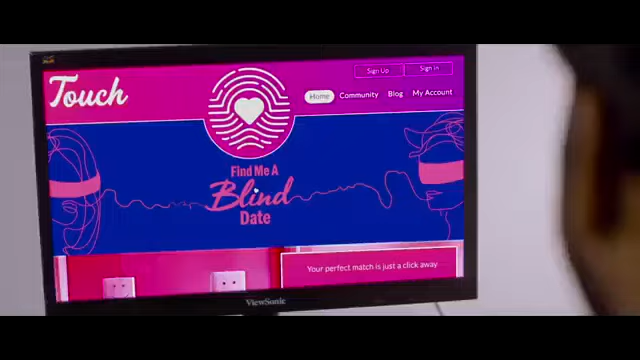 Sign Up Sign In
Touch
Home Community Blog My Account
Find Me A
Blind
Date
Your perfect match is just a click away
ViewSonic